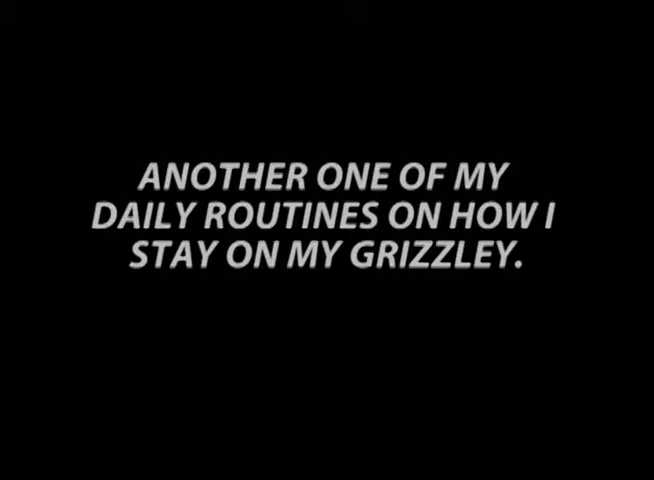 ANOTHER ONE OF MY
DAILY ROUTINES ON HOW I
STAY ON MY GRIZZLEY.